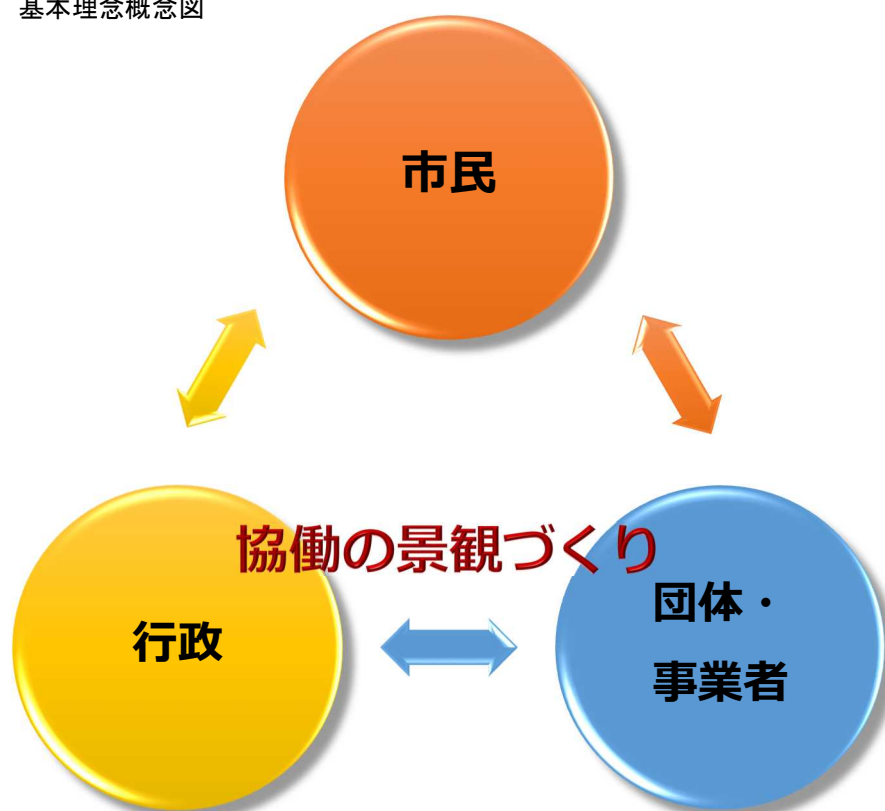 基本理念概念図
市民
協働の景観づくり
行政
団体・
事業者